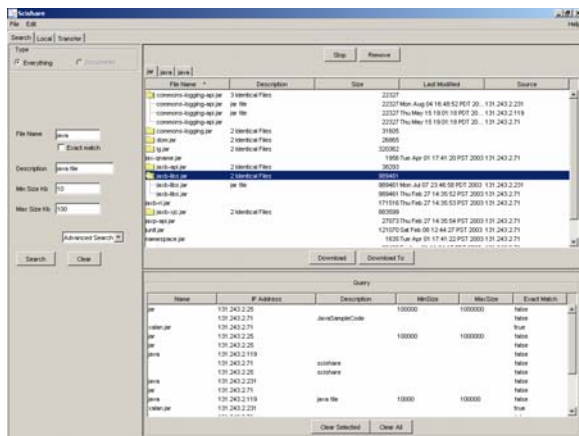 Scishare
File Edit Help
Search Local Transfer
Type
Everything
Stop Remove
jar java java
File Name Description Size Last Modified Source
commons-logging-api.jar 3 Identical Files 22327
commons-logging-api.jar jar file 22327 Mon Aug 04 16:48:52 PDT 20... 131.243.2.231
commons-logging-api.jar jar file 22327 Thu May 15 19:01:18 PDT 20... 131.243.2.119
commons-logging-api.jar 22327 Thu May 15 19:01:18 PDT 20... 131.243.2.71
commons-logging.jar 2 Identical Files 31605
dom.jar 2 Identical Files
ig.jar 2 Identical Files 320362
jax-qname.jar 1956 Tue Apr 01 17:41:20 PST 2003 131.243.2.71
jaxb-api.jar 2 Identical Files 36393
jaxb-libs.jar 2 Identical Files 989461
jaxb-libs.jar jar file 989461 Mon Jul 07 23:46:58 PDT 2003 131.243.2.231
jaxb-libs.jar 989461 Thu Feb 27 14:35:52 PST 2003 131.243.2.71
jaxb-ri.jar 171516 Thu Feb 27 14:35:53 PST 2003 131.243.2.71
jaxb-xjc.jar 2 Identical Files 883599
jaxp-api.jar 27073 Thu Feb 27 14:35:54 PST 2003 131.243.2.71
junit.jar 121070 Sat Feb 08 12:44:27 PST 2003 131.243.2.71
namespace.jar 1635 Tue Apr 01 17:41:22 PST 2003 131.243.2.71
File Name java
Exact match
Description java file
Min Size Kb 10
Max Size Kb 100
Advanced Search
Search Clear
Download Download To
Query
Name IP Address Description MinSize MaxSize Exact Match
jar 131.243.2.25 100000 1000000 false
131.243.2.71 JavaSampleCode false
xalan.jar 131.243.2.71 true
jar 131.243.2.25 100000 1000000 false
jar 131.243.2.25 false
java 131.243.2.119 false
131.243.2.71 scishare false
131.243.2.25 scishare false
java 131.243.2.231 false
jar 131.243.2.71 false
java 131.243.2.119 java file 10000 100000 false
xalan.jar 131.243.2.231 true
Clear Selected Clear All